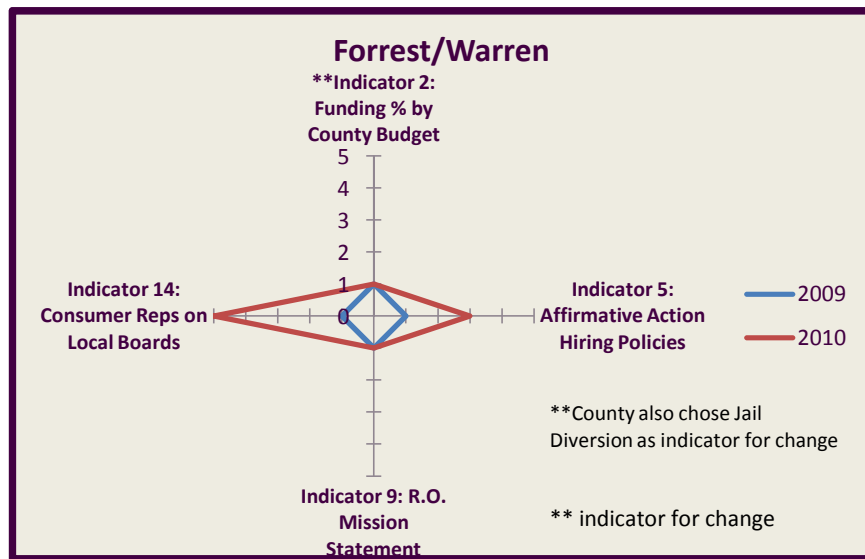 Forrest/Warren
**Indicator 2:
Funding % by
County Budget
5
4
3
2
1
0
Indicator 14:
Consumer Reps on
Local Boards
Indicator 5:
Affirmative Action
Hiring Policies
2009
2010
**County also chose Jail
Diversion as indicator for change
Indicator 9: R.O.
Mission
Statement
** indicator for change